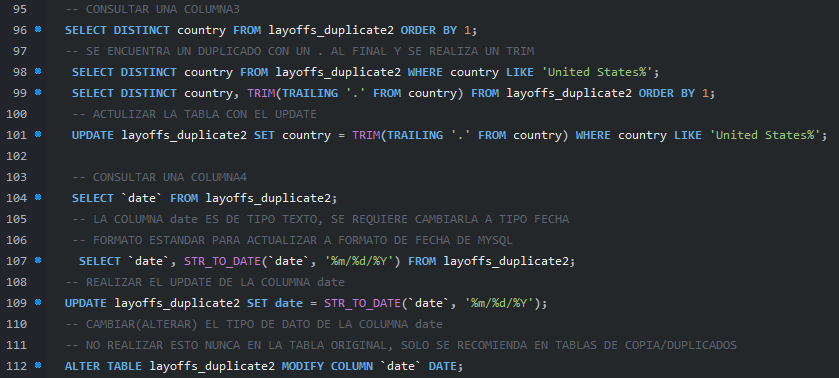 95 -- CONSULTAR UNA COLUMNA3
96 SELECT DISTINCT country FROM layoffs_duplicate2 ORDER BY 1;
97 -- SE ENCUENTRA UN DUPLICADO CON UN . AL FINAL Y SE REALIZA UN TRIM
98 SELECT DISTINCT country FROM layoffs_duplicate2 WHERE country LIKE 'United States%';
99 SELECT DISTINCT country, TRIM(TRAILING '.' FROM country) FROM layoffs_duplicate2 ORDER BY 1;
100 -- ACTULIZAR LA TABLA CON EL UPDATE
101 UPDATE layoffs_duplicate2 SET country = TRIM(TRAILING '.' FROM country) WHERE country LIKE 'United States%';
102
103 -- CONSULTAR UNA COLUMNA4
104 SELECT `date` FROM layoffs_duplicate2;
105 -- LA COLUMNA date ES DE TIPO TEXTO, SE REQUIERE CAMBIARLA A TIPO FECHA
106 -- FORMATO ESTANDAR PARA ACTUALIZAR A FORMATO DE FECHA DE MYSQL
107 SELECT `date`, STR_TO_DATE(`date`, '%m/%d/%Y') FROM layoffs_duplicate2;
108 -- REALIZAR EL UPDATE DE LA COLUMNA date
109 UPDATE layoffs_duplicate2 SET date = STR_TO_DATE(`date`, '%m/%d/%Y');
110 -- CAMBIAR(ALTERAR) EL TIPO DE DATO DE LA COLUMNA date
111 -- NO REALIZAR ESTO NUNCA EN LA TABLA ORIGINAL, SOLO SE RECOMIENDA EN TABLAS DE COPIA/DUPLICADOS
112 ALTER TABLE layoffs_duplicate2 MODIFY COLUMN `date` DATE;